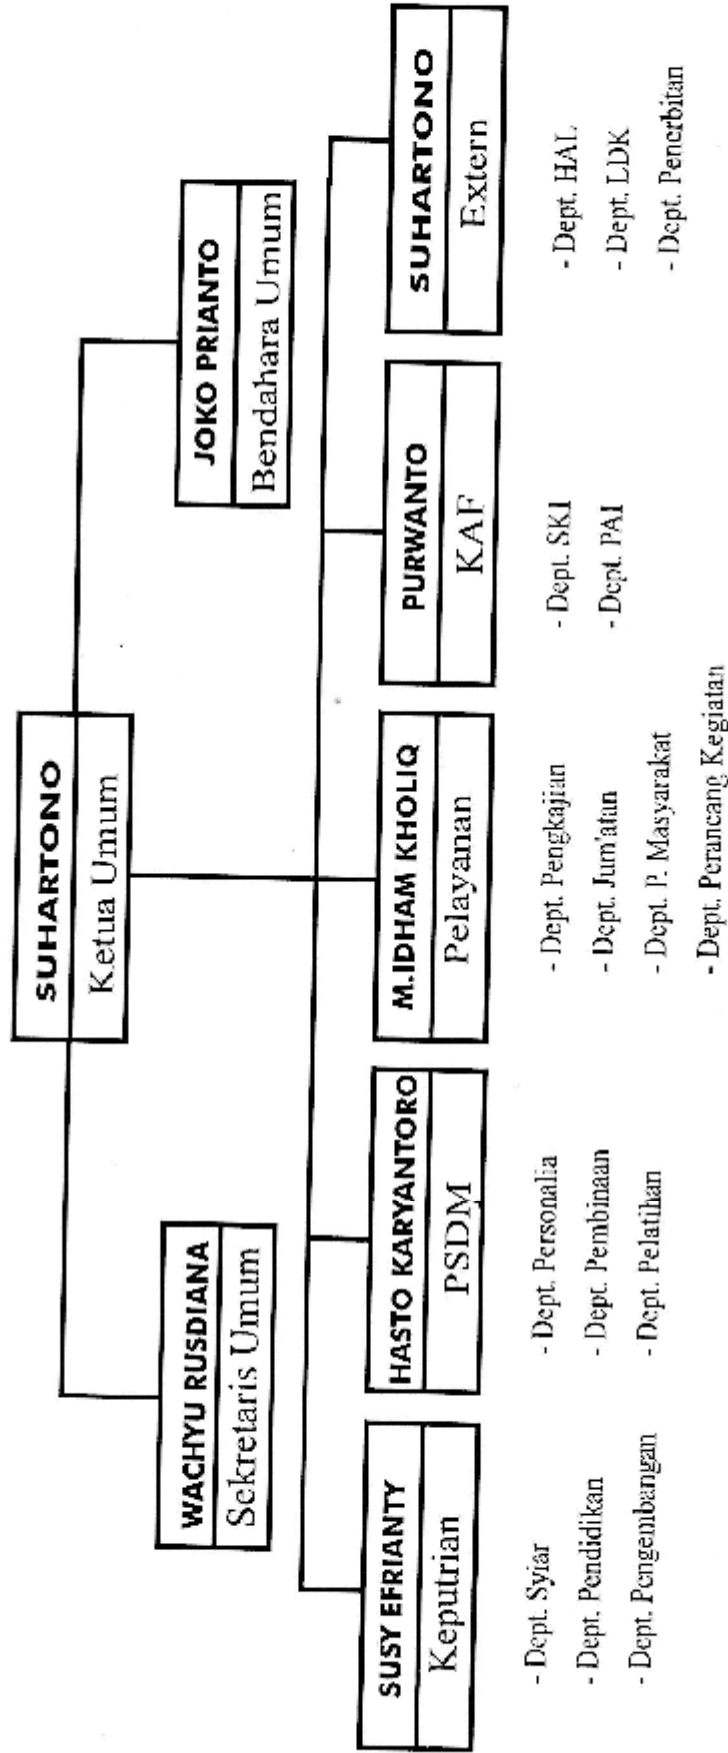 SUHARTONO
Ketua Umum
WACHYU RUSDIANA
Sekretaris Umum
JOKO PRIANTO
Bendahara Umum
SUSY EFRIANTY
Keputrian
- Dept. Syiar
- Dept. Pendidikan
- Dept. Pengembangan
HASTO KARYANTORO
PSDM
- Dept. Personalia
- Dept. Pembinaan
- Dept. Pelatihan
M.IDHAM KHOLIQ
Pelayanan
- Dept. Pengkajian
- Dept. Jum'atan
- Dept. P. Masyarakat
- Dept. Perancang Kegiatan
PURWANTO
KAF
- Dept. SKI
- Dept. PAI
SUHARTONO
Extern
- Dept. HAL
- Dept. LDK
- Dept. Penerbitan